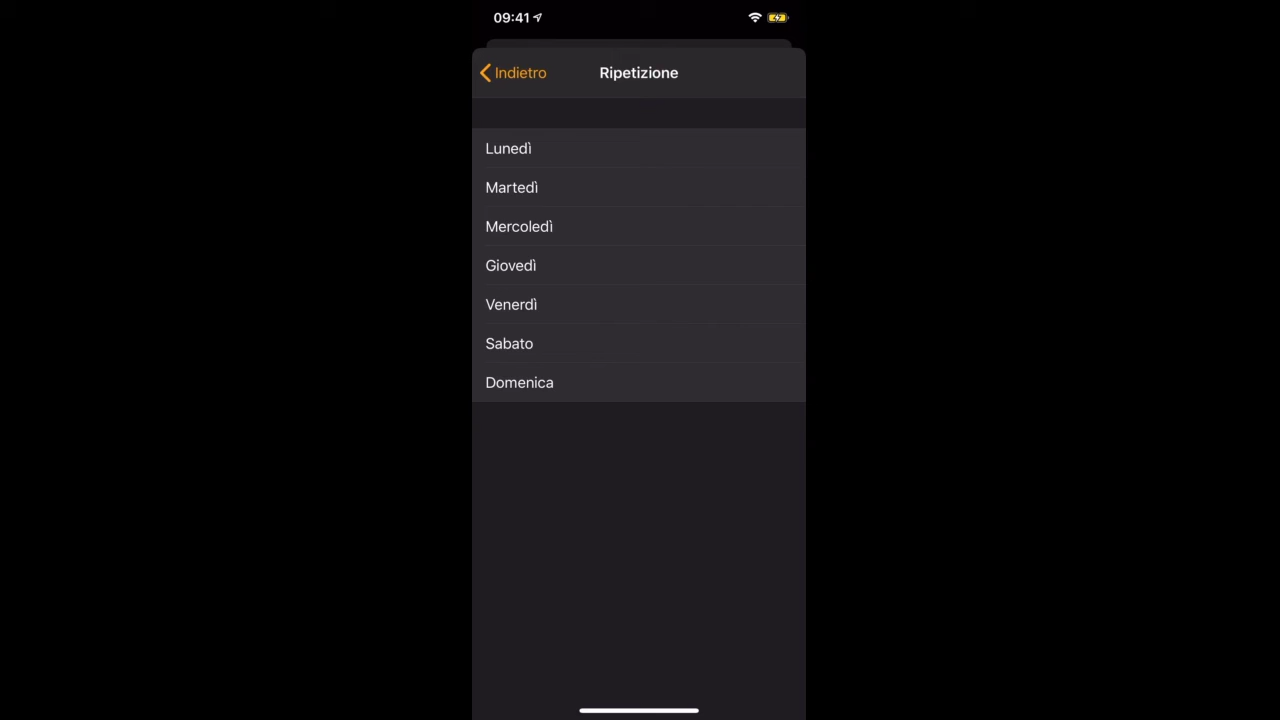 09:41
Indietro
Ripetizione
Lunedì
Martedì
Mercoledì
Giovedì
Venerdì
Sabato
Domenica